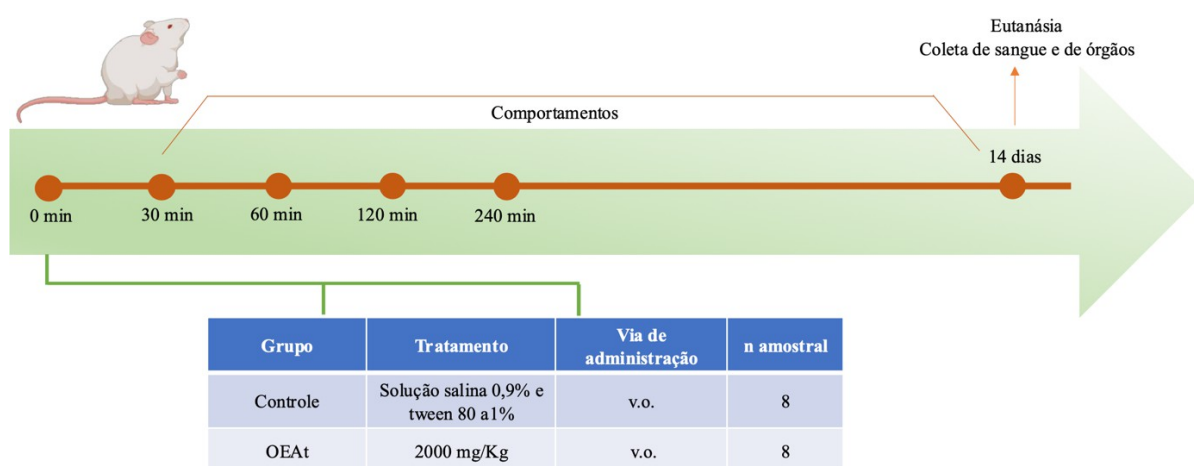 Eutanásia
Coleta de sangue e de órgãos
Comportamentos
14 dias
0 min
30 min
60 min
120 min
240 min
Grupo
Tratamento
Via de
administração
n amostral
Controle
Solução salina 0,9% e
tween 80 a1%
v.o.
8
OEAt
2000 mg/Kg
v.o.
8